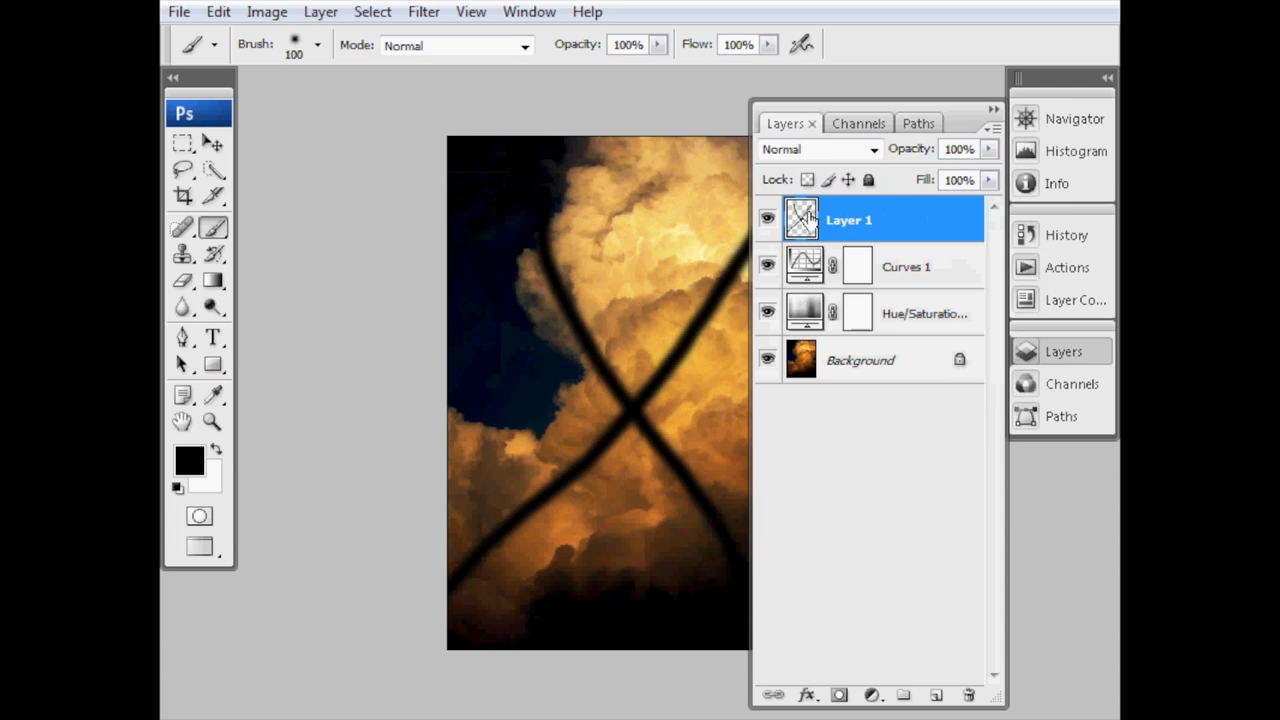 File Edit Image Layer Select Filter View Window Help
Brush: 100 Mode: Normal Opacity: 100% Flow: 100%
Ps
Layers Channels Paths
Normal Opacity: 100%
Lock: Fill: 100%
Layer 1
Curves 1
Hue/Saturatio...
Background
Navigator
Histogram
Info
History
Actions
Layer Co...
Layers
Channels
Paths
T
fx